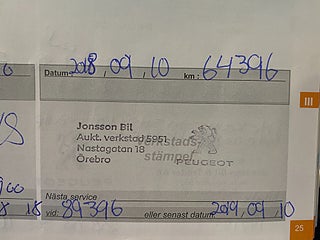 Datum: 2018, 09, 10 km: 64396
Jonsson Bil
Aukt. verkstad 5951
Nastagatan 18
Örebro
Verkstads-
stämpel
PEUGEOT
III
Nästa service
vid: 89396 eller senast datum: 2019, 09, 10
25